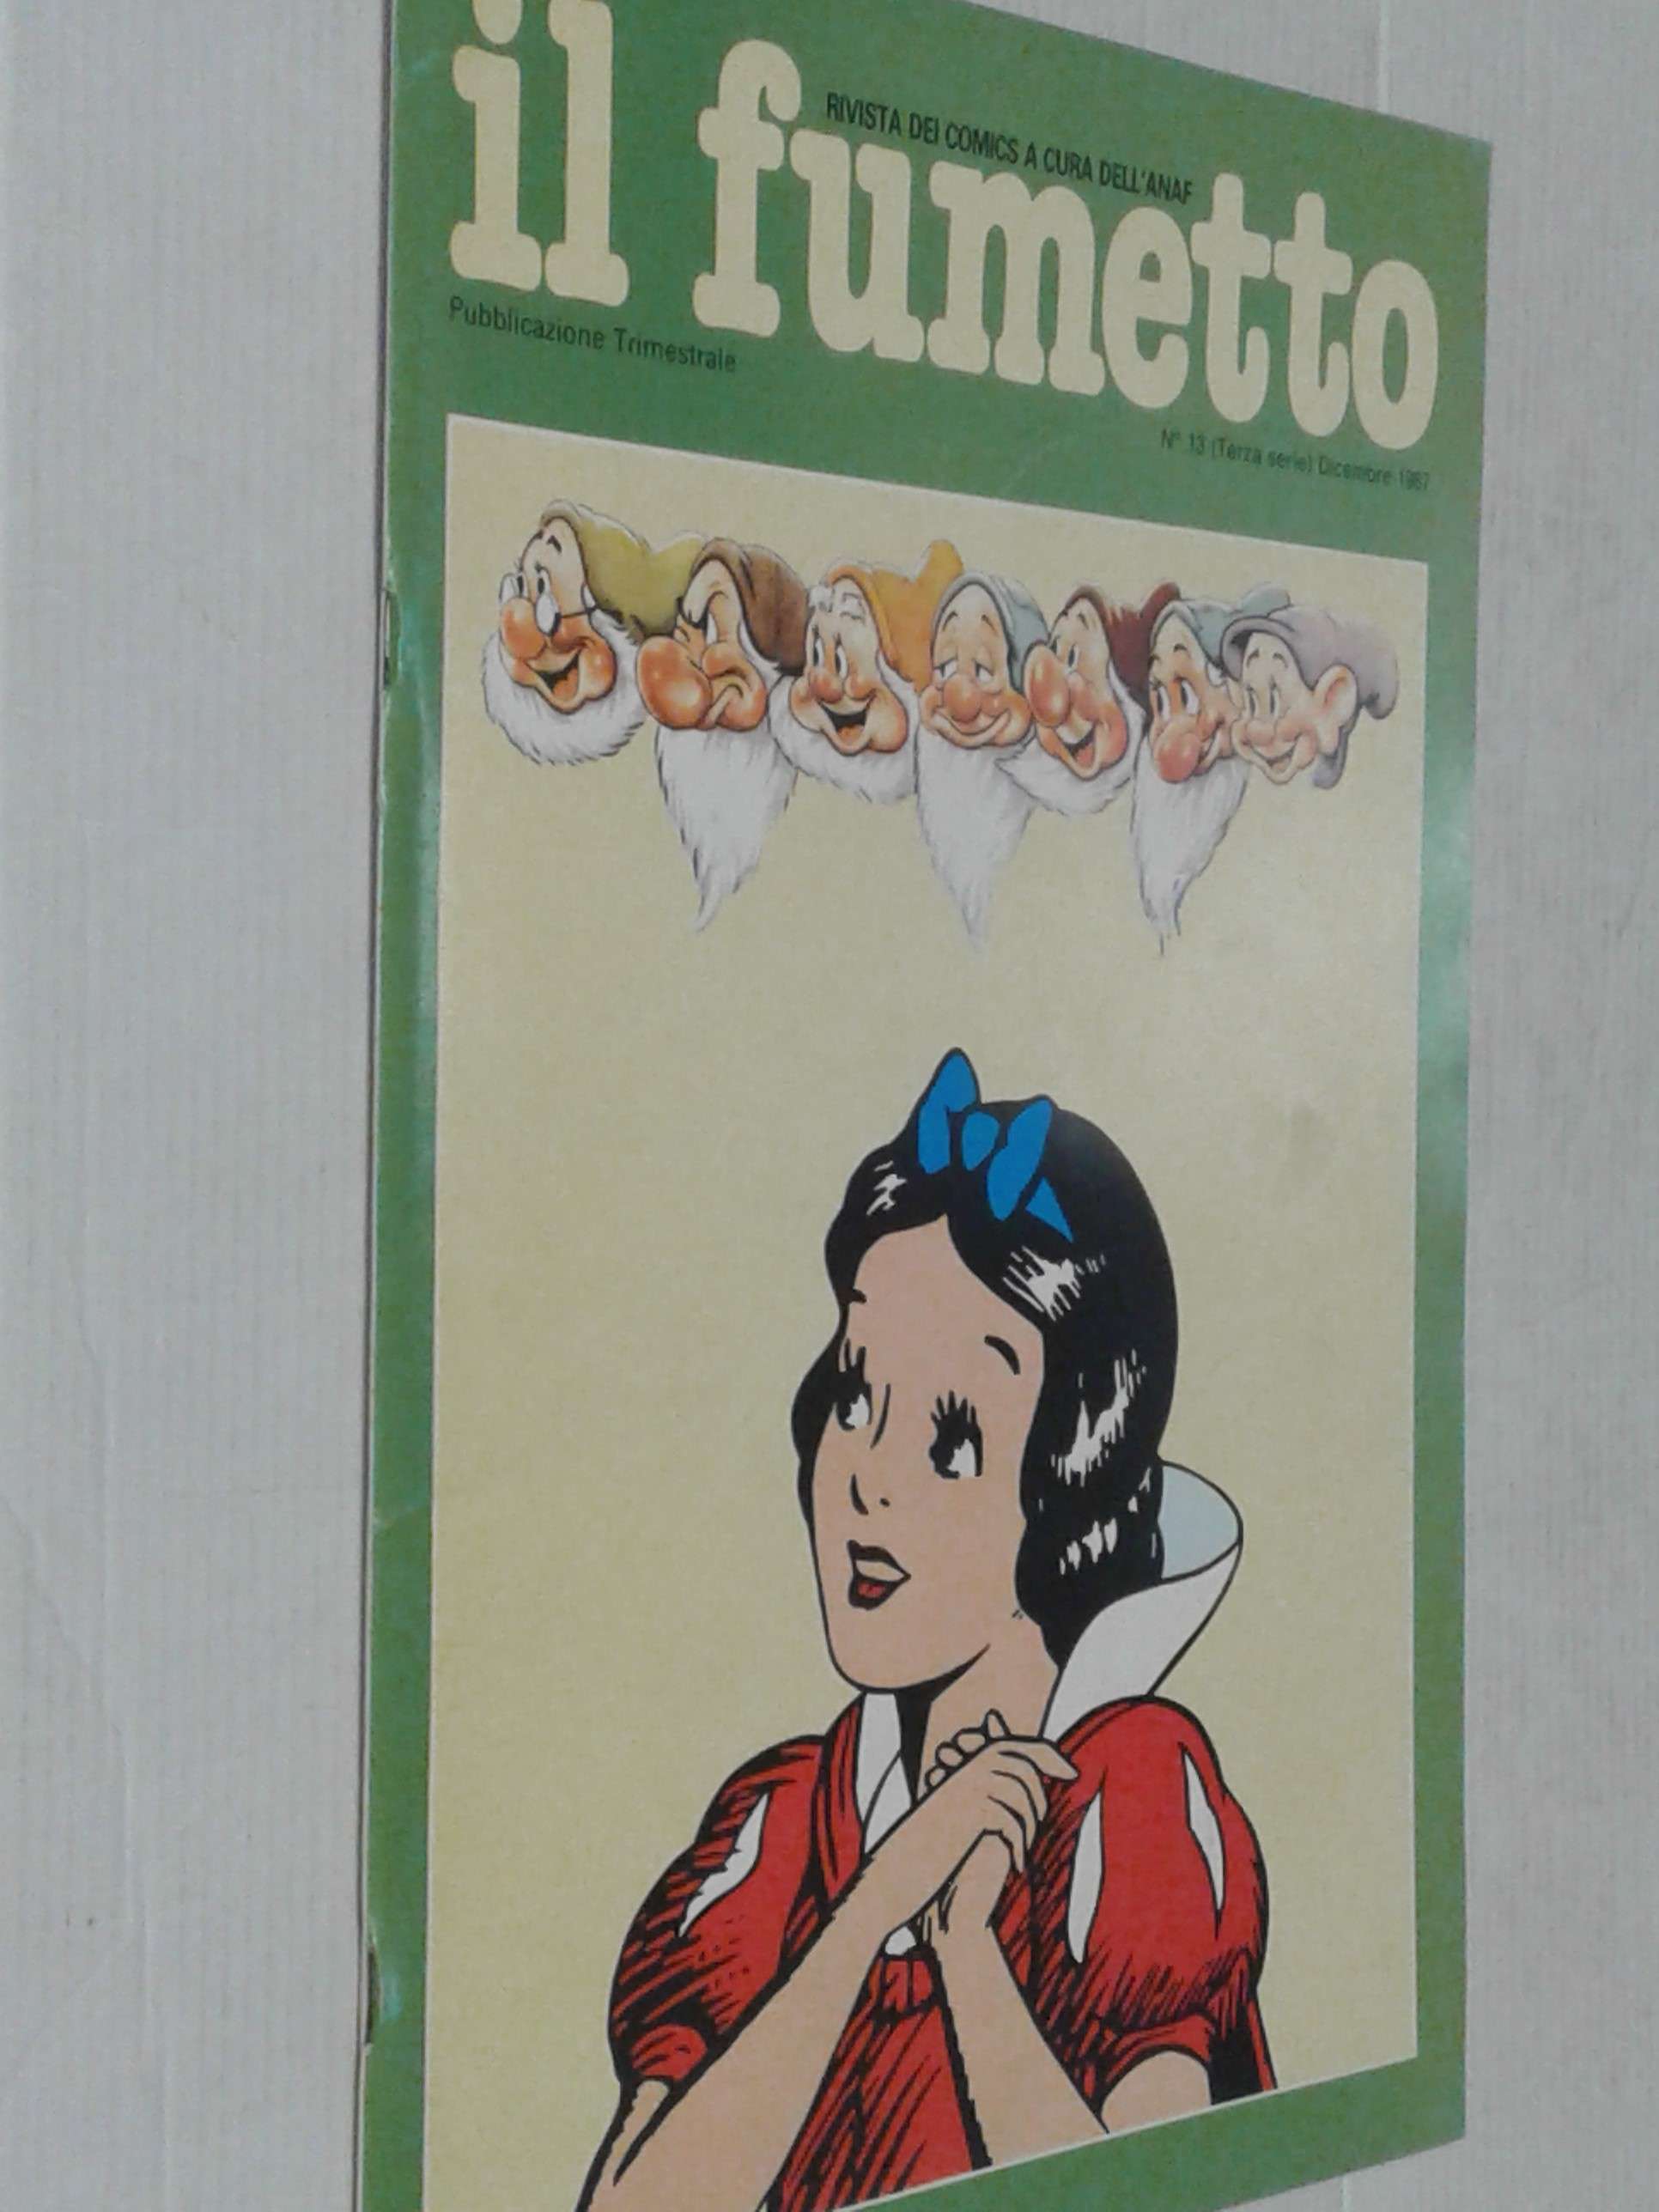 RIVISTA DEI COMICS A CURA DELL'ANAF
il fumetto
Pubblicazione Trimestrale
N° 13 (Terza serie) Dicembre 1987